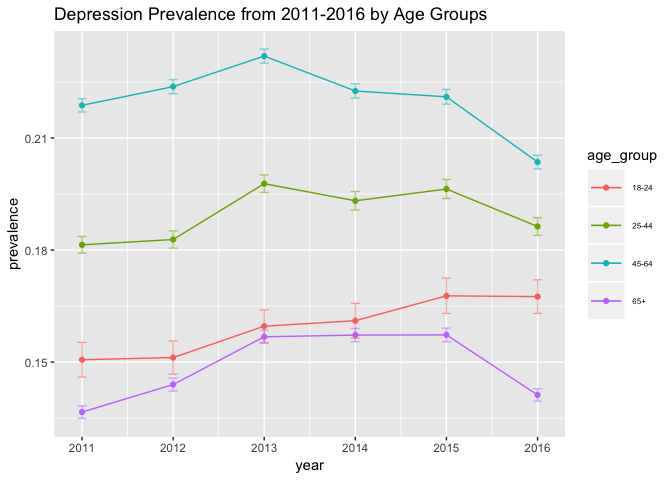 Depression Prevalence from 2011-2016 by Age Groups
prevalence
0.21
0.18
0.15
2011 2012 2013 2014 2015 2016
year
age_group
18-24
25-44
45-64
65+